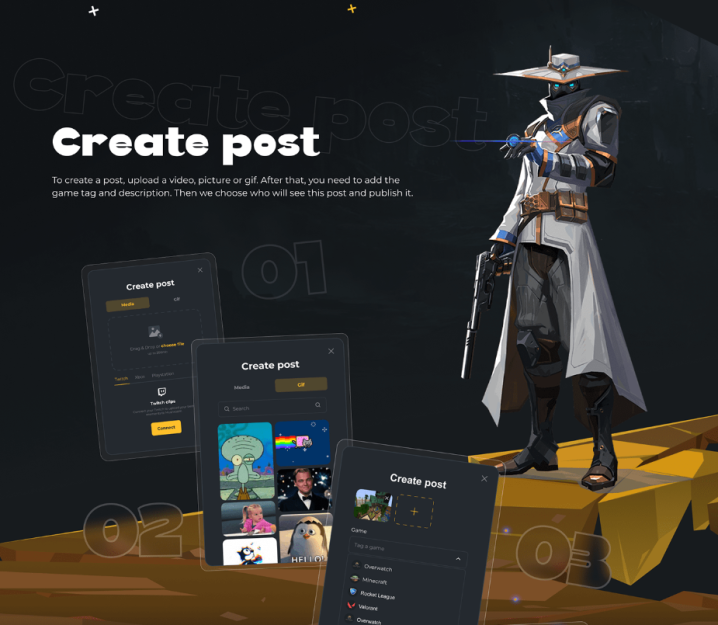 Create post
Create post
To create a post, upload a video, picture or gif. After that, you need to add the
game tag and description. Then we choose who will see this post and publish it.
01
Create post
Media
Gif
Drag & drop or choose file
Twitch
Twitch clips
Connect
Create post
Media
Gif
Search
HELLO
02
Create post
Game
Tag a game
Overwatch
Minecraft
Rocket League
Valorant
Overwatch
03